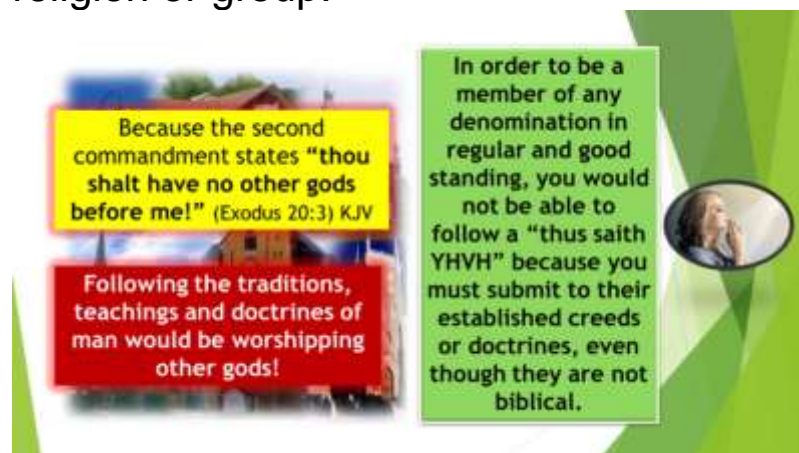 religion or group.
Because the second
commandment states “thou
shalt have no other gods
before me!” (Exodus 20:3) KJV
Following the traditions,
teachings and doctrines of
man would be worshipping
other gods!
In order to be a
member of any
denomination in
regular and good
standing, you would
not be able to
follow a “thus saith
YHVH” because you
must submit to their
established creeds
or doctrines, even
though they are not
biblical.